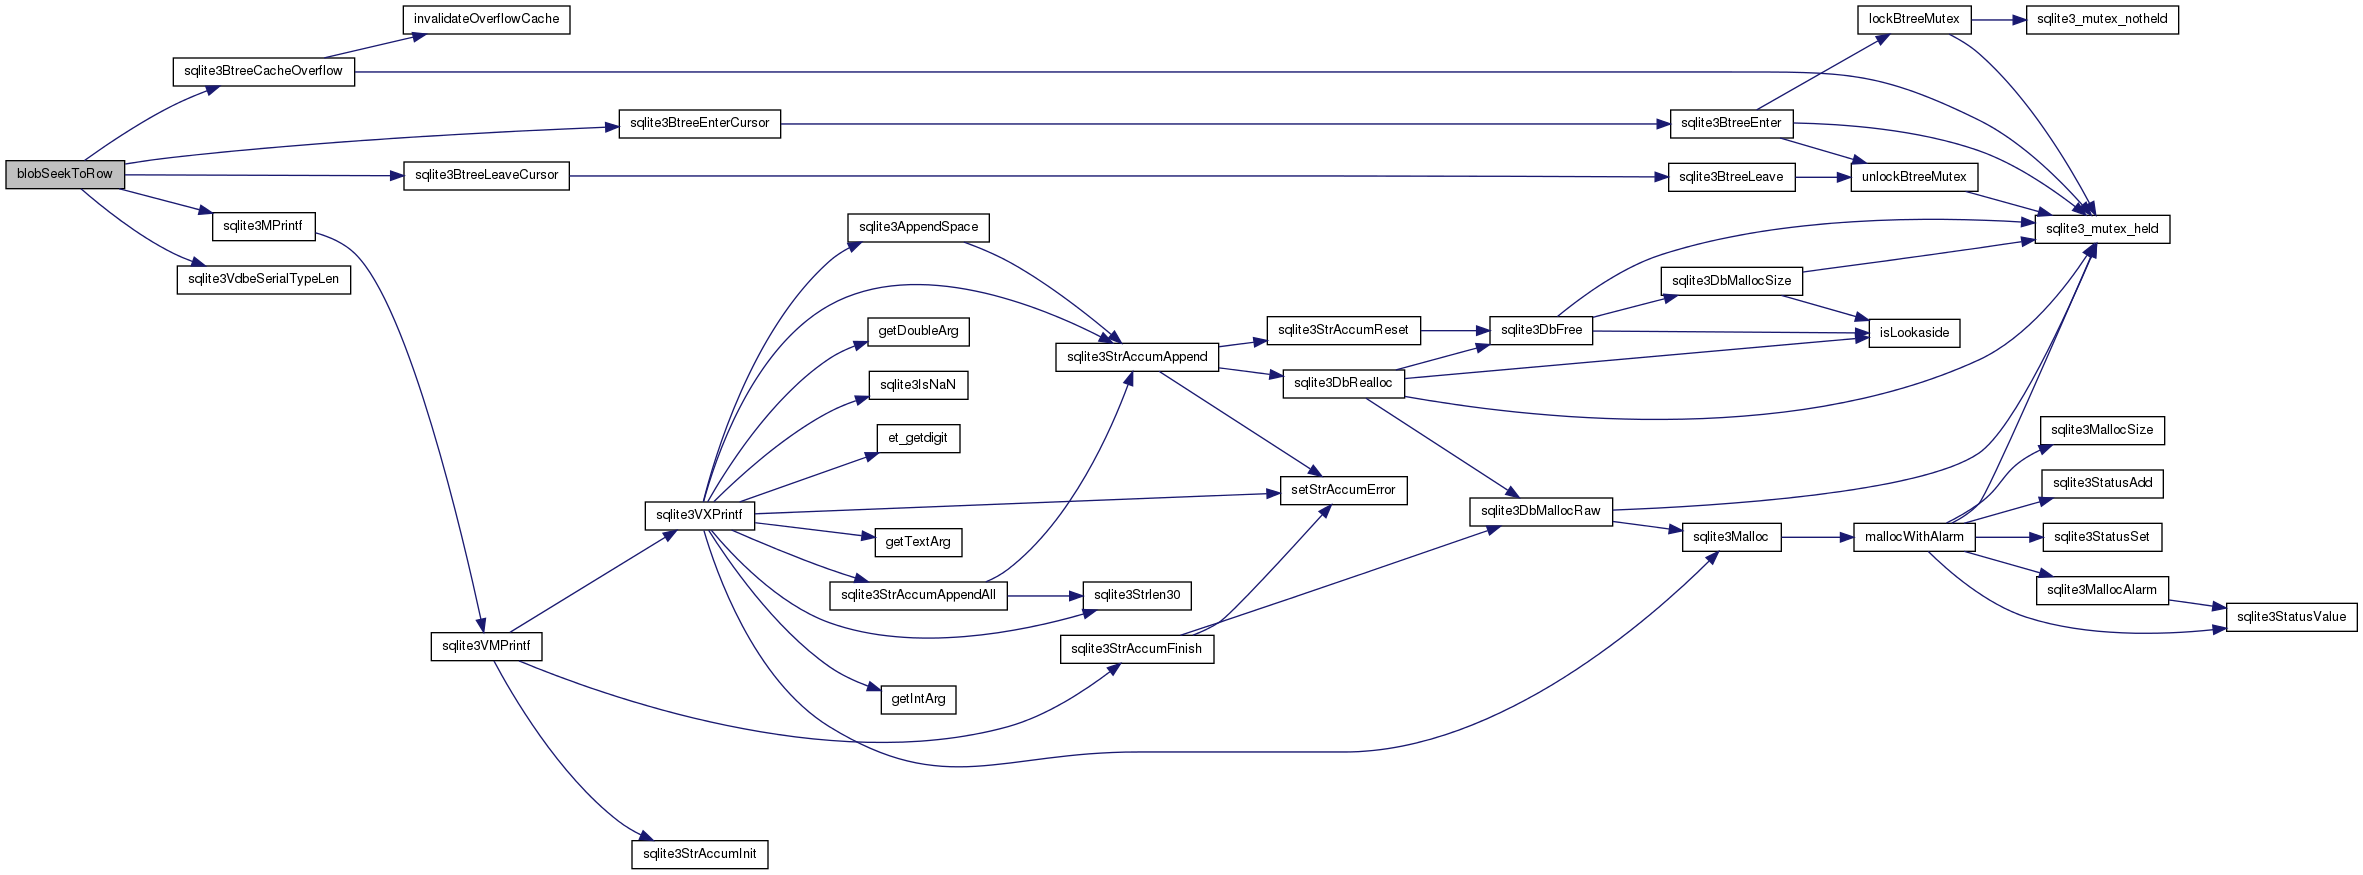 blobSeekToRow
sqlite3BtreeCacheOverflow
invalidateOverflowCache
sqlite3BtreeEnterCursor
sqlite3BtreeLeaveCursor
sqlite3MPrintf
sqlite3VdbeSerialTypeLen
sqlite3VMPrintf
sqlite3VXPrintf
sqlite3StrAccumInit
sqlite3AppendSpace
getDoubleArg
sqlite3IsNaN
et_getdigit
getTextArg
sqlite3StrAccumAppendAll
getIntArg
sqlite3StrAccumAppend
sqlite3Strlen30
sqlite3StrAccumFinish
sqlite3StrAccumReset
sqlite3DbRealloc
setStrAccumError
sqlite3DbFree
sqlite3DbMallocRaw
sqlite3BtreeEnter
sqlite3BtreeLeave
sqlite3DbMallocSize
sqlite3Malloc
lockBtreeMutex
unlockBtreeMutex
isLookaside
mallocWithAlarm
sqlite3_mutex_notheld
sqlite3_mutex_held
sqlite3MallocSize
sqlite3StatusAdd
sqlite3StatusSet
sqlite3MallocAlarm
sqlite3StatusValue